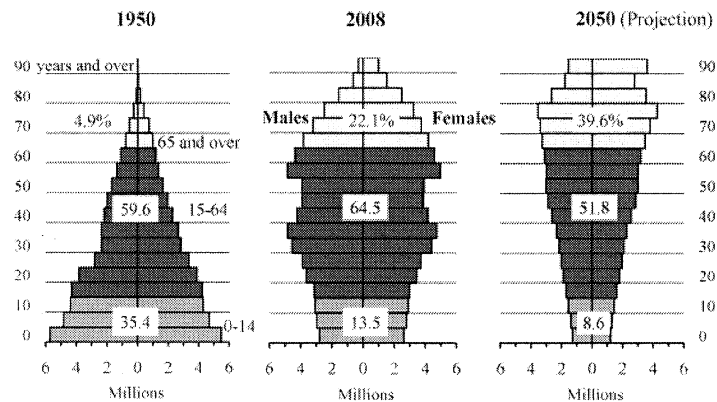 1950 2008 2050 (Projection)
90 years and over 90
80 80
4.9% Males 22.1% Females 39.6%
70 65 and over 70
60 60
50 50
59.6 15-64 64.5 51.8
40 40
30 30
20 20
10 10
35.4 0-14 13.5 8.6
0 0
6 4 2 0 2 4 6 6 4 2 0 2 4 6 6 4 2 0 2 4 6
Millions Millions Millions